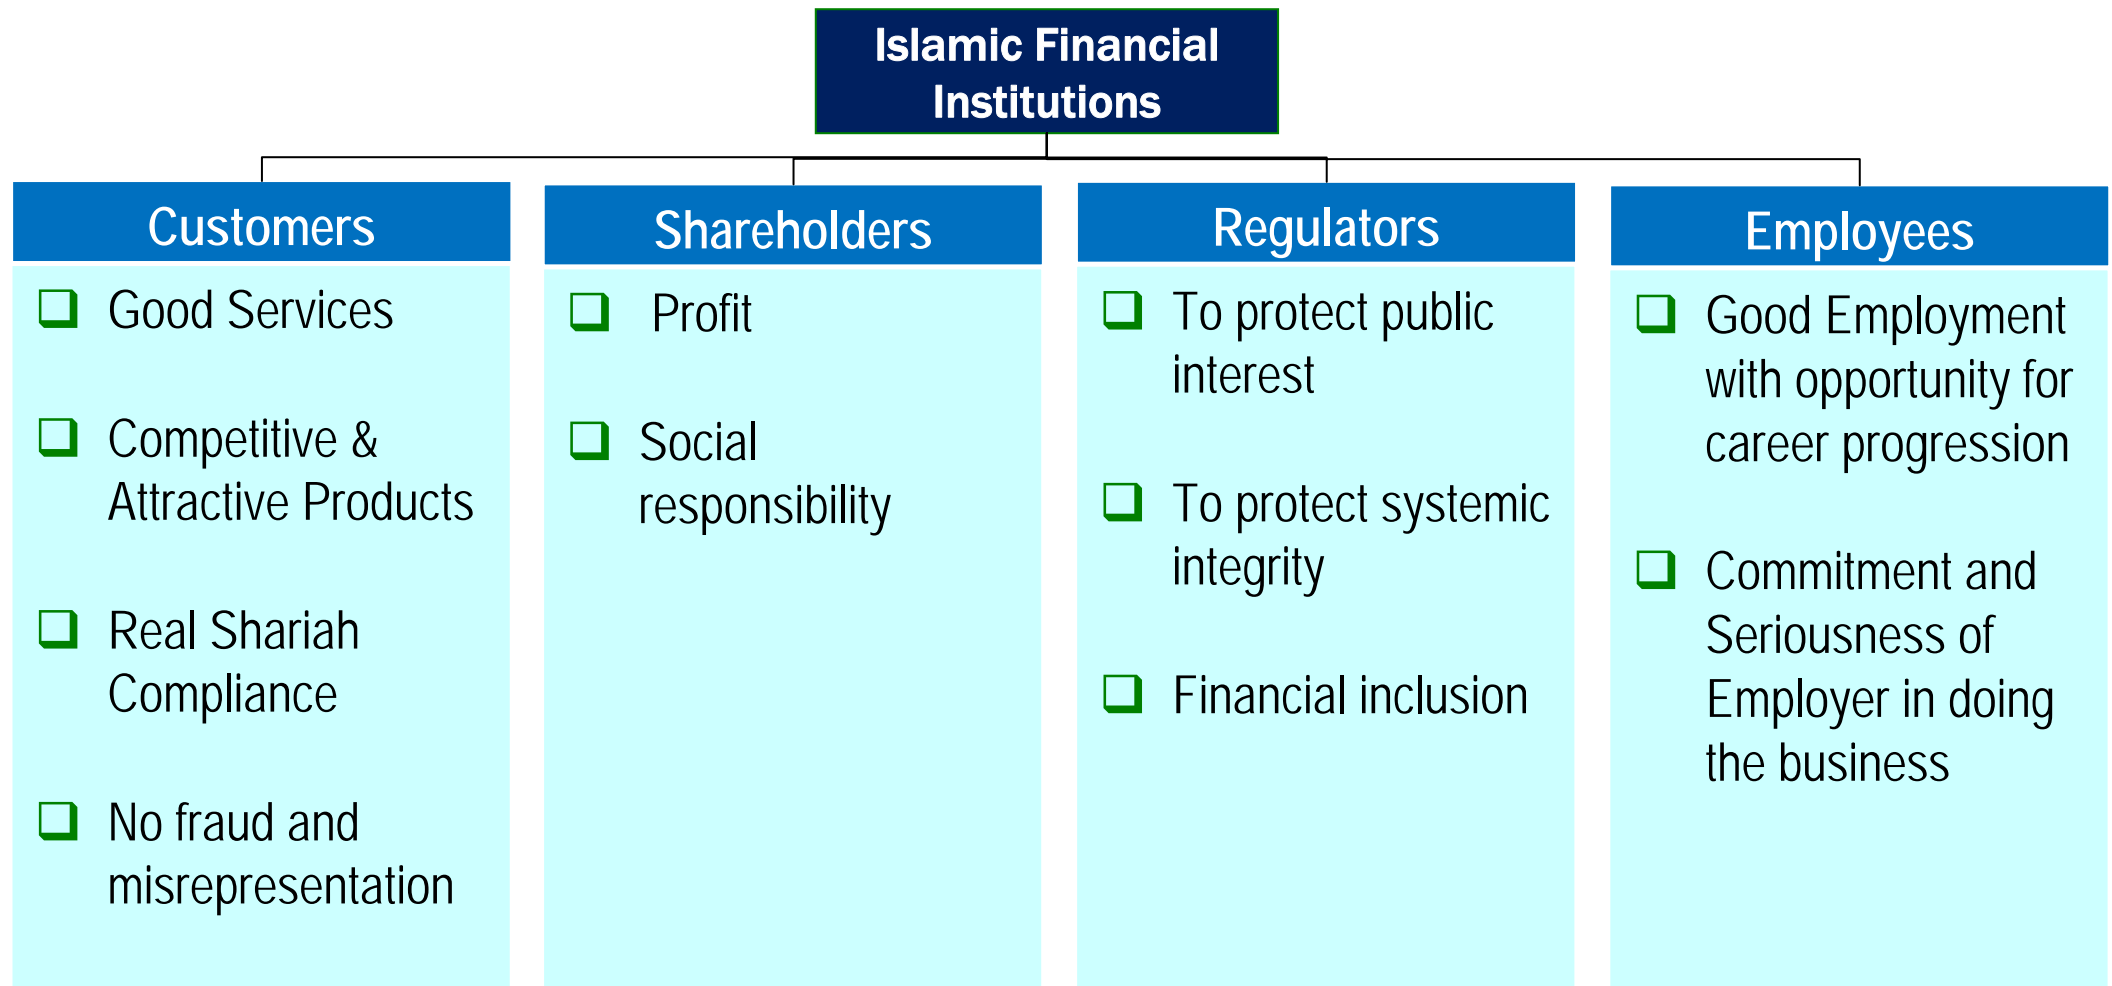 Islamic Financial
Institutions
Customers
Good Services
Competitive &
Attractive Products
Real Shariah
Compliance
No fraud and
misrepresentation
Shareholders
Profit
Social
responsibility
Regulators
To protect public
interest
To protect systemic
integrity
Financial inclusion
Employees
Good Employment
with opportunity for
career progression
Commitment and
Seriousness of
Employer in doing
the business